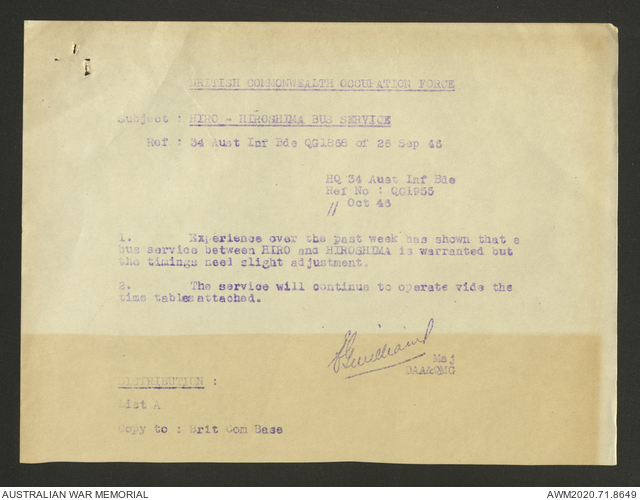 BRITISH COMMONWEALTH OCCUPATION FORCE
Subject : HIRO - HIROSHIMA BUS SERVICE
Ref : 34 Aust Inf Bde QG1868 of 26 Sep 46
HQ 34 Aust Inf Bde
Ref No : QG1955
11 Oct 46
1. Experience over the past week has shown that a
bus service between HIRO and HIROSHIMA is warranted but
the timings need slight adjustment.
2. The service will continue to operate vide the
time tables attached.
Maj
DAA&QMG
DISTRIBUTION :
List A
Copy to : Brit Com Base
AUSTRALIAN WAR MEMORIAL
AWM2020.71.8649